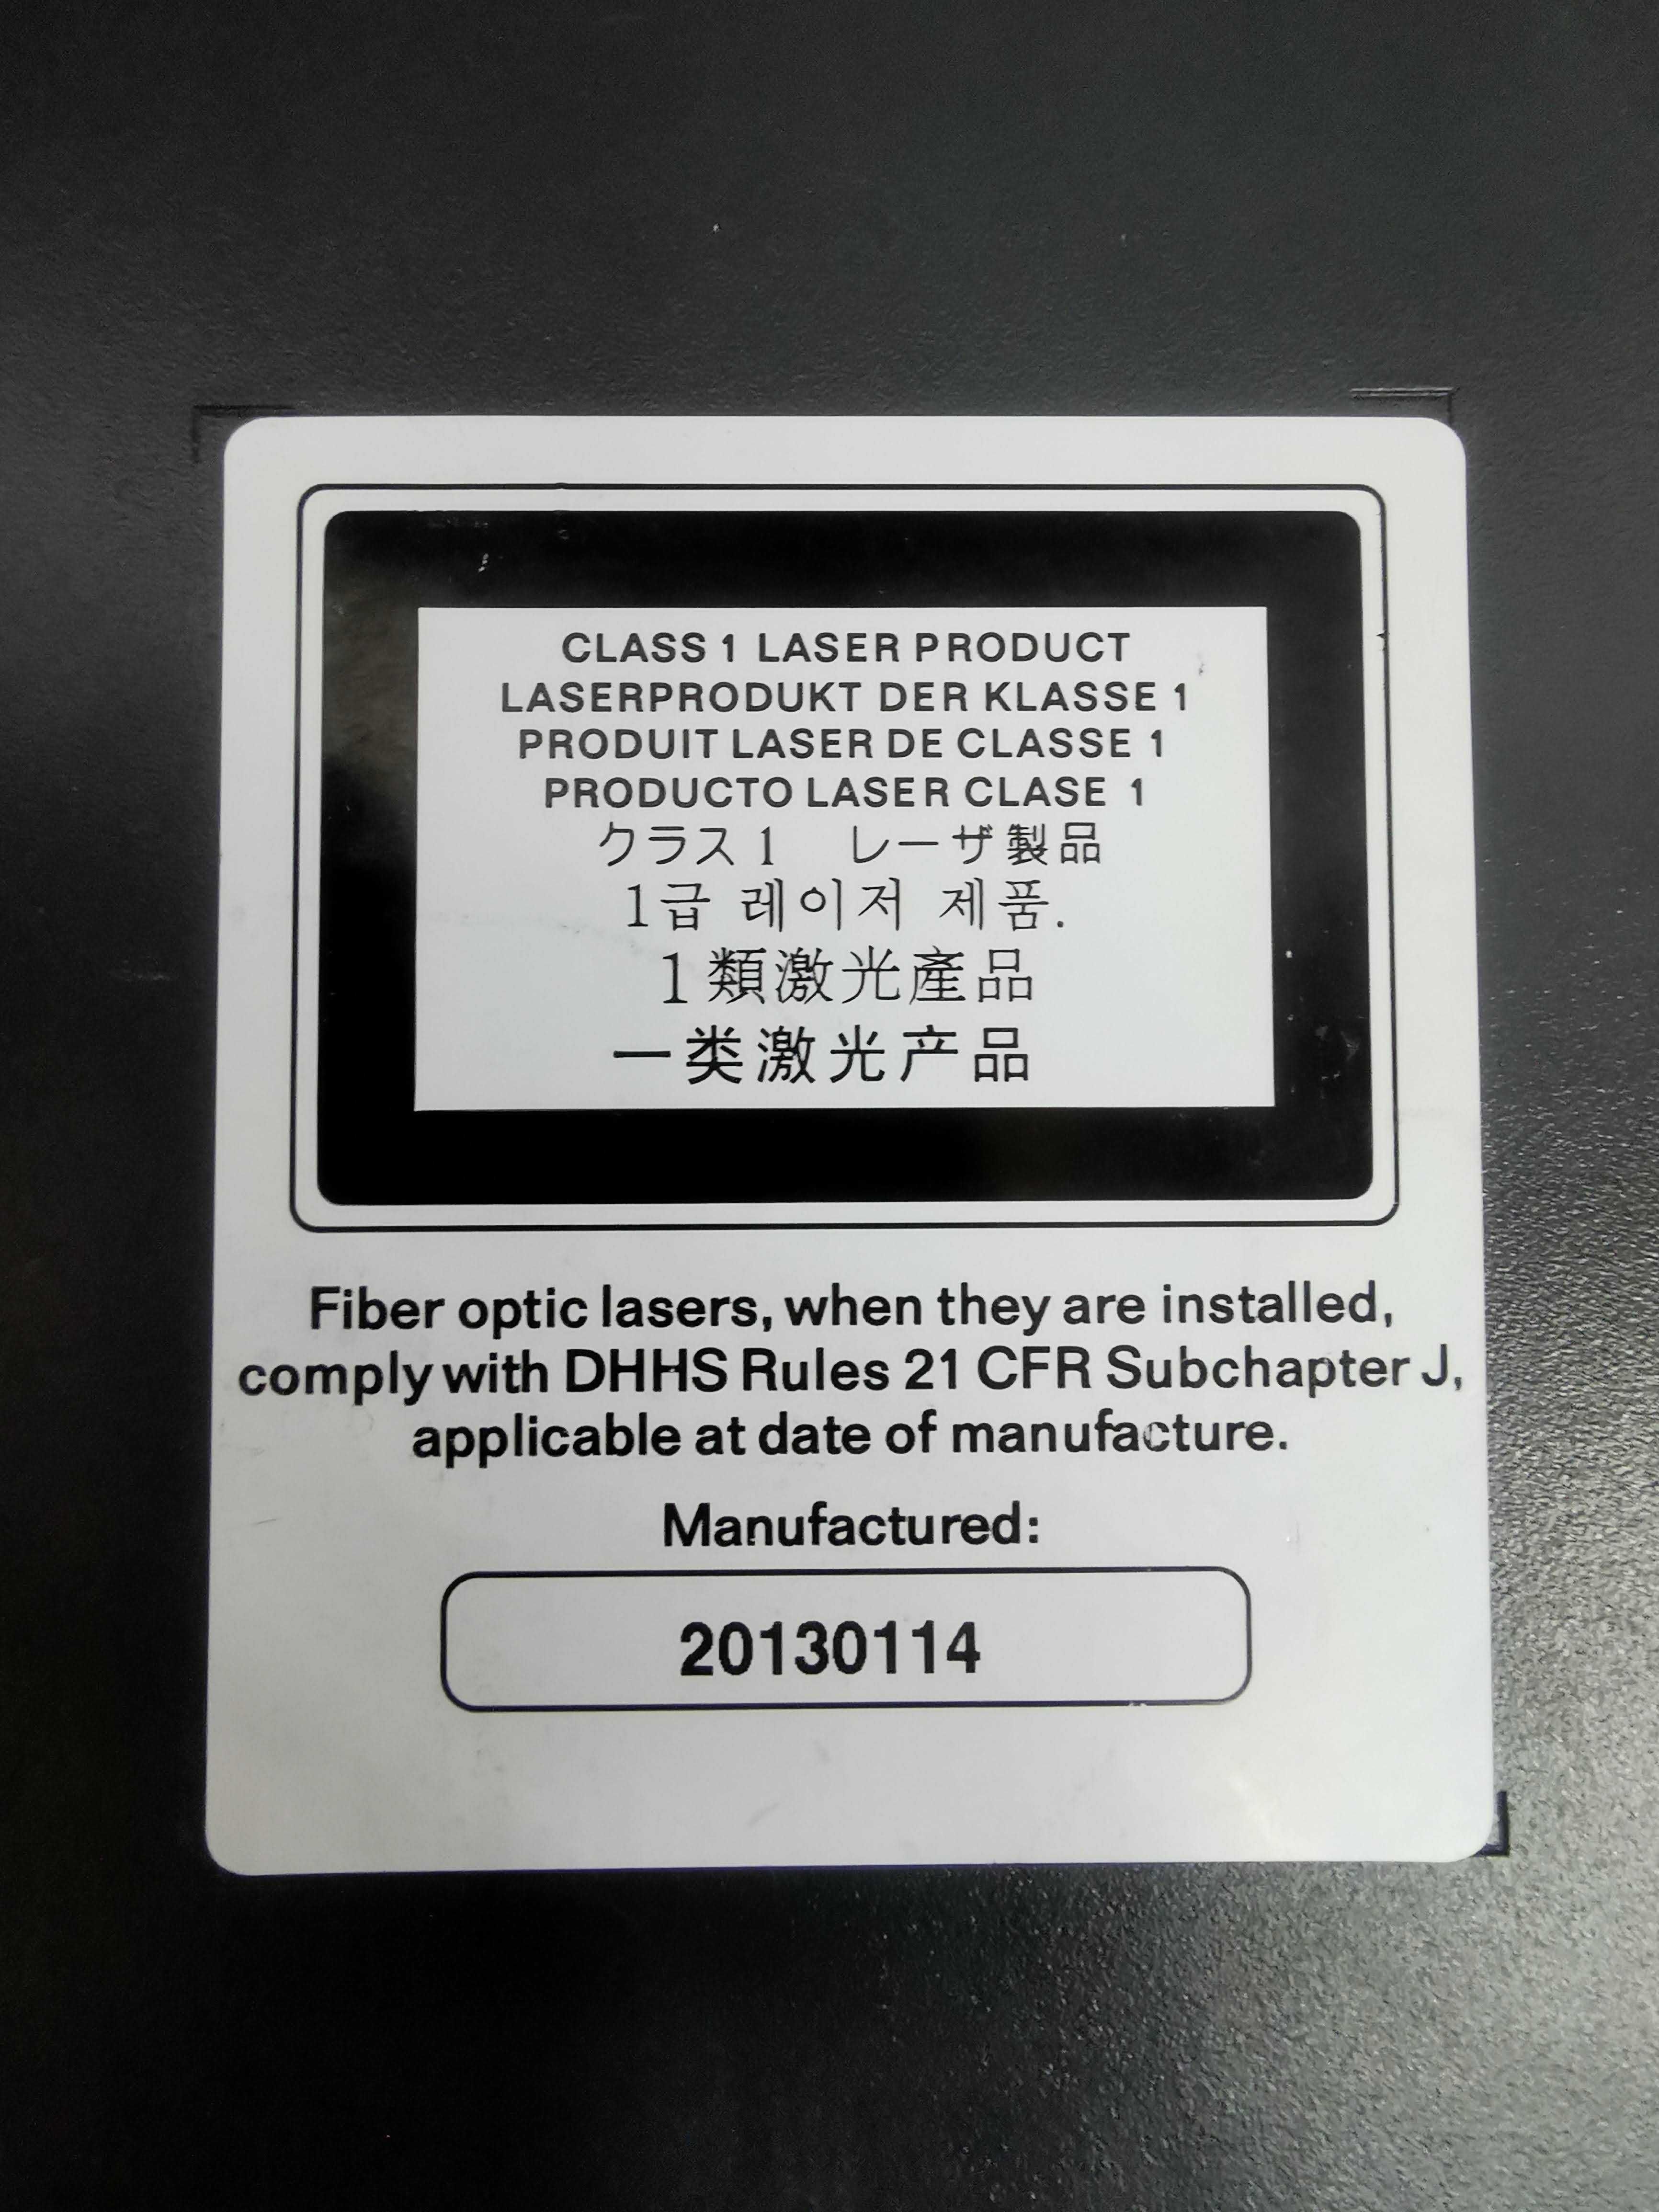 CLASS 1 LASER PRODUCT
LASERPRODUKT DER KLASSE 1
PRODUIT LASER DE CLASSE 1
PRODUCTO LASER CLASE 1
クラス1 レーザ製品
1급 레이저 제품.
1類激光產品
一类激光产品
Fiber optic lasers, when they are installed,
comply with DHHS Rules 21 CFR Subchapter J,
applicable at date of manufacture.
Manufactured:
20130114